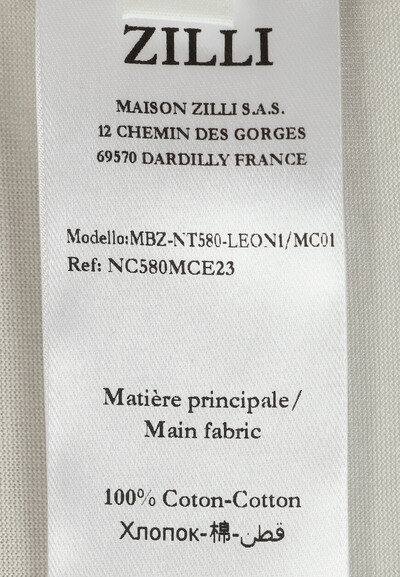 ZILLI
MAISON ZILLI S.A.S.
12 CHEMIN DES GORGES
69570 DARDILLY FRANCE
Modello:MBZ-NT580-LEON1/MC01
Ref: NC580MCE23
Matière principale/
Main fabric
100% Coton-Cotton
Хлопок-棉-قطن